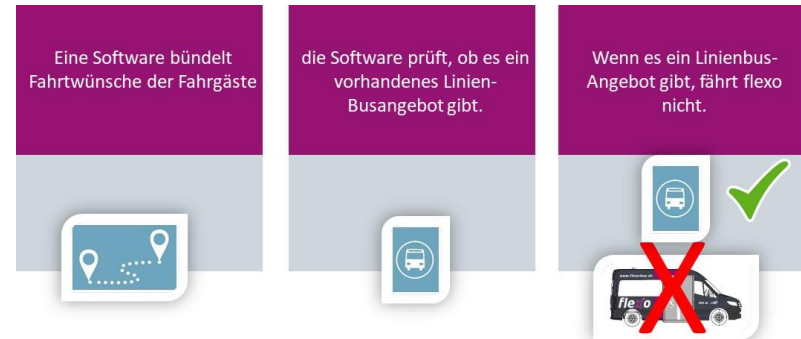 Eine Software bündelt
Fahrtwünsche der Fahrgäste
die Software prüft, ob es ein
vorhandenes Linien-
Busangebot gibt.
Wenn es ein Linienbus-
Angebot gibt, fährt flexo
nicht.
flexo